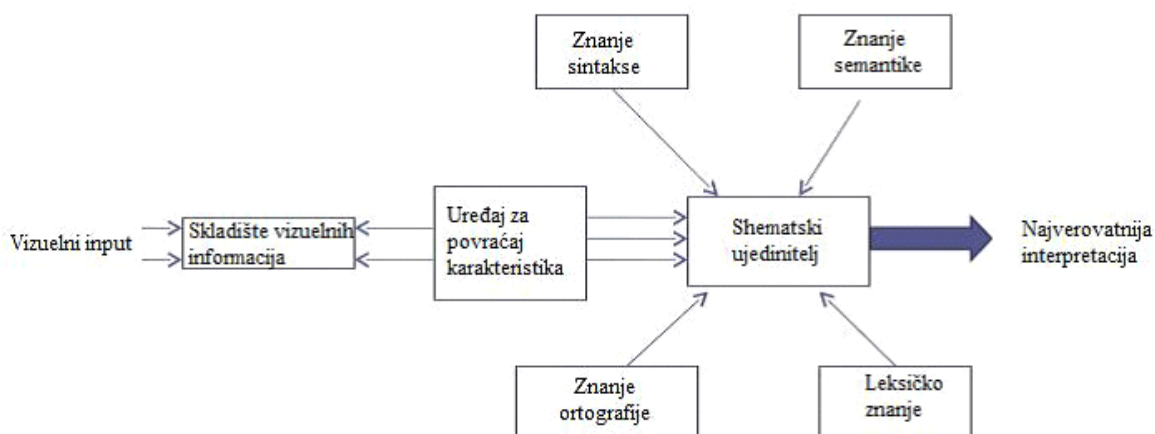 Znanje
sintakse
Znanje
semantike
Vizuelni input
Skladište vizuelnih
informacija
Uređaj za
povraćaj
karakteristika
Shematski
ujedinitelj
Najverovatnija
interpretacija
Znanje
ortografije
Leksičko
znanje